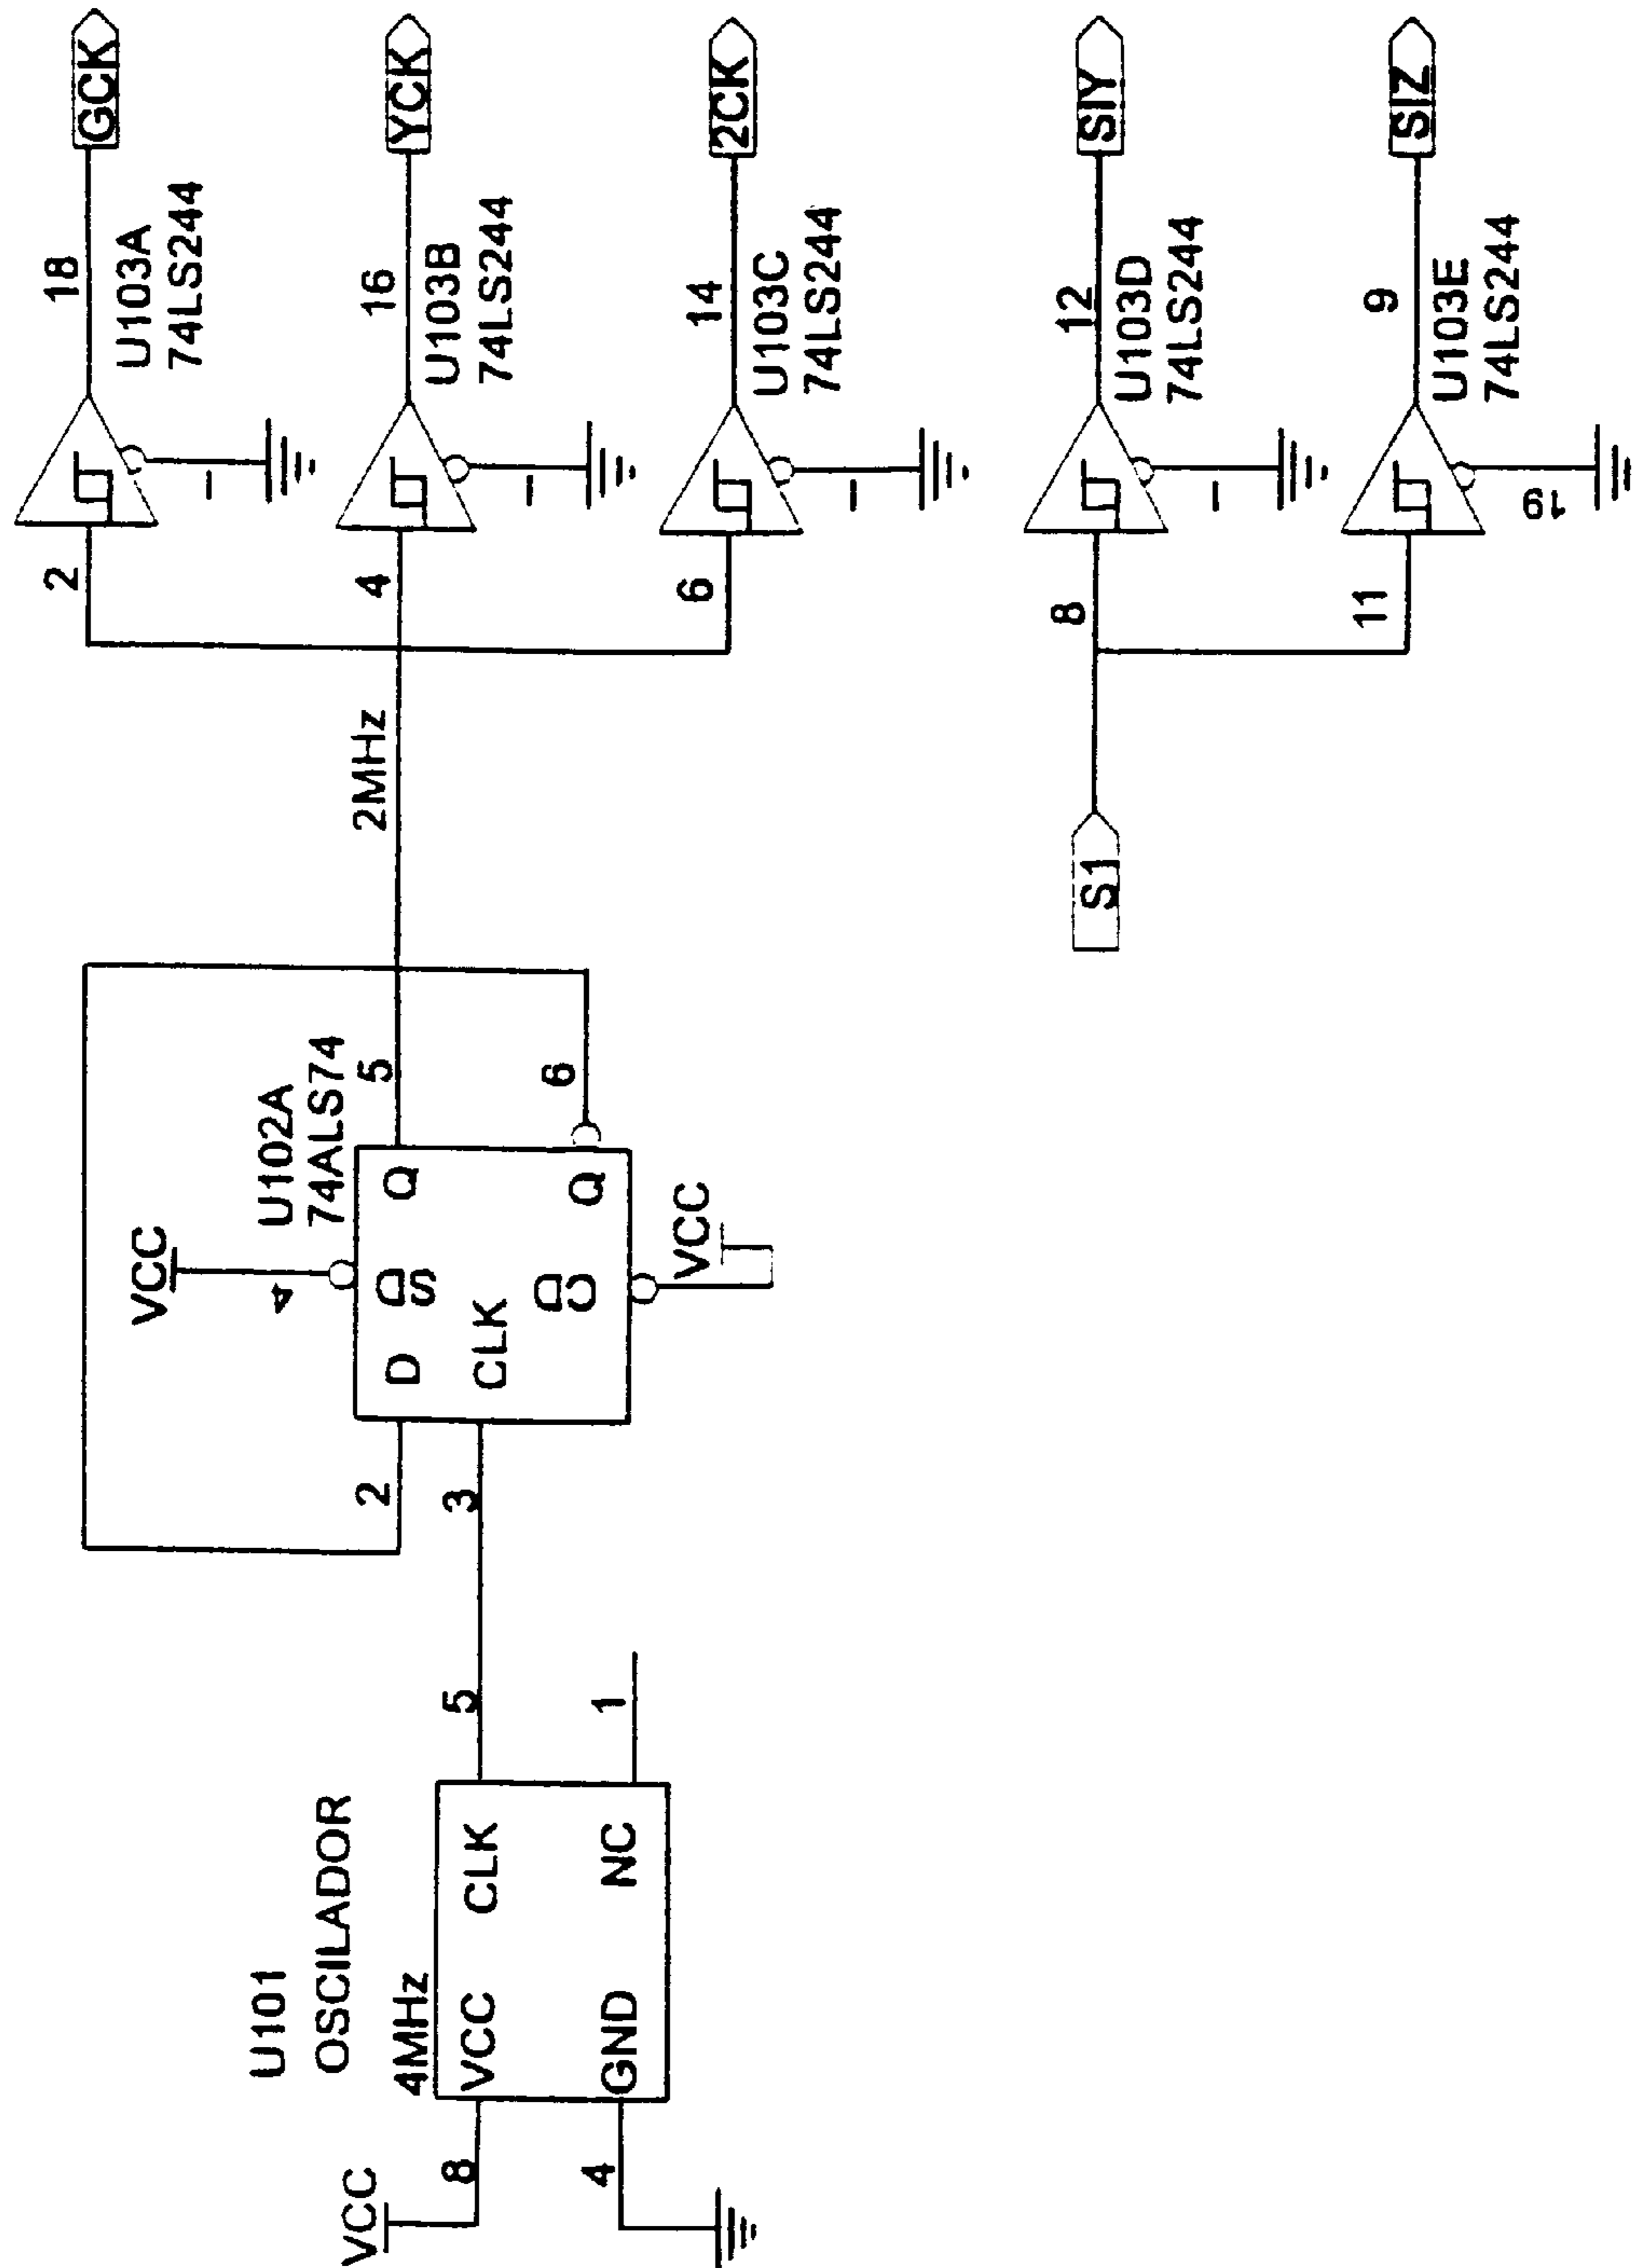 U101
OSCILADOR
4MHz
VCC
8
VCC
CLK
5
GND
NC
4
1
VCC
4
U102A
74ALS74
2
D
SD
Q
5
3
CLK
CD
Q
6
VCC
2MHz
2
18
GCK
1
U103A
74LS244
4
16
YCK
1
U103B
74LS244
6
14
2CK
1
U103C
74LS244
S1
8
12
SIY
1
U103D
74LS244
11
9
SIZ
19
U103E
74LS244